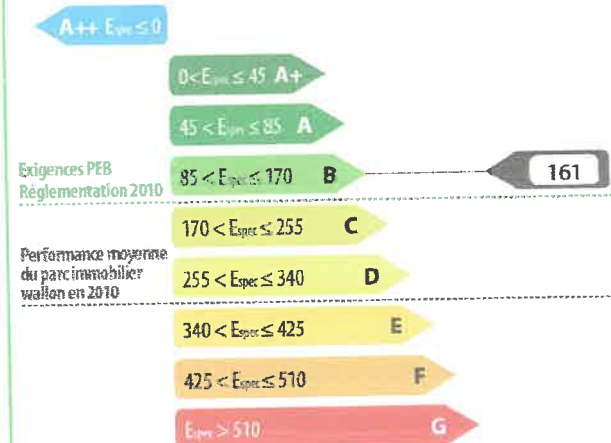 A++ Espec ≤ 0
0 < Espec ≤ 45 A+
45 < Espec ≤ 85 A
Exigences PEB
Réglementation 2010
85 < Espec ≤ 170 B
161
170 < Espec ≤ 255 C
Performance moyenne
du parc immobilier
wallon en 2010
255 < Espec ≤ 340 D
340 < Espec ≤ 425 E
425 < Espec ≤ 510 F
Espec > 510 G